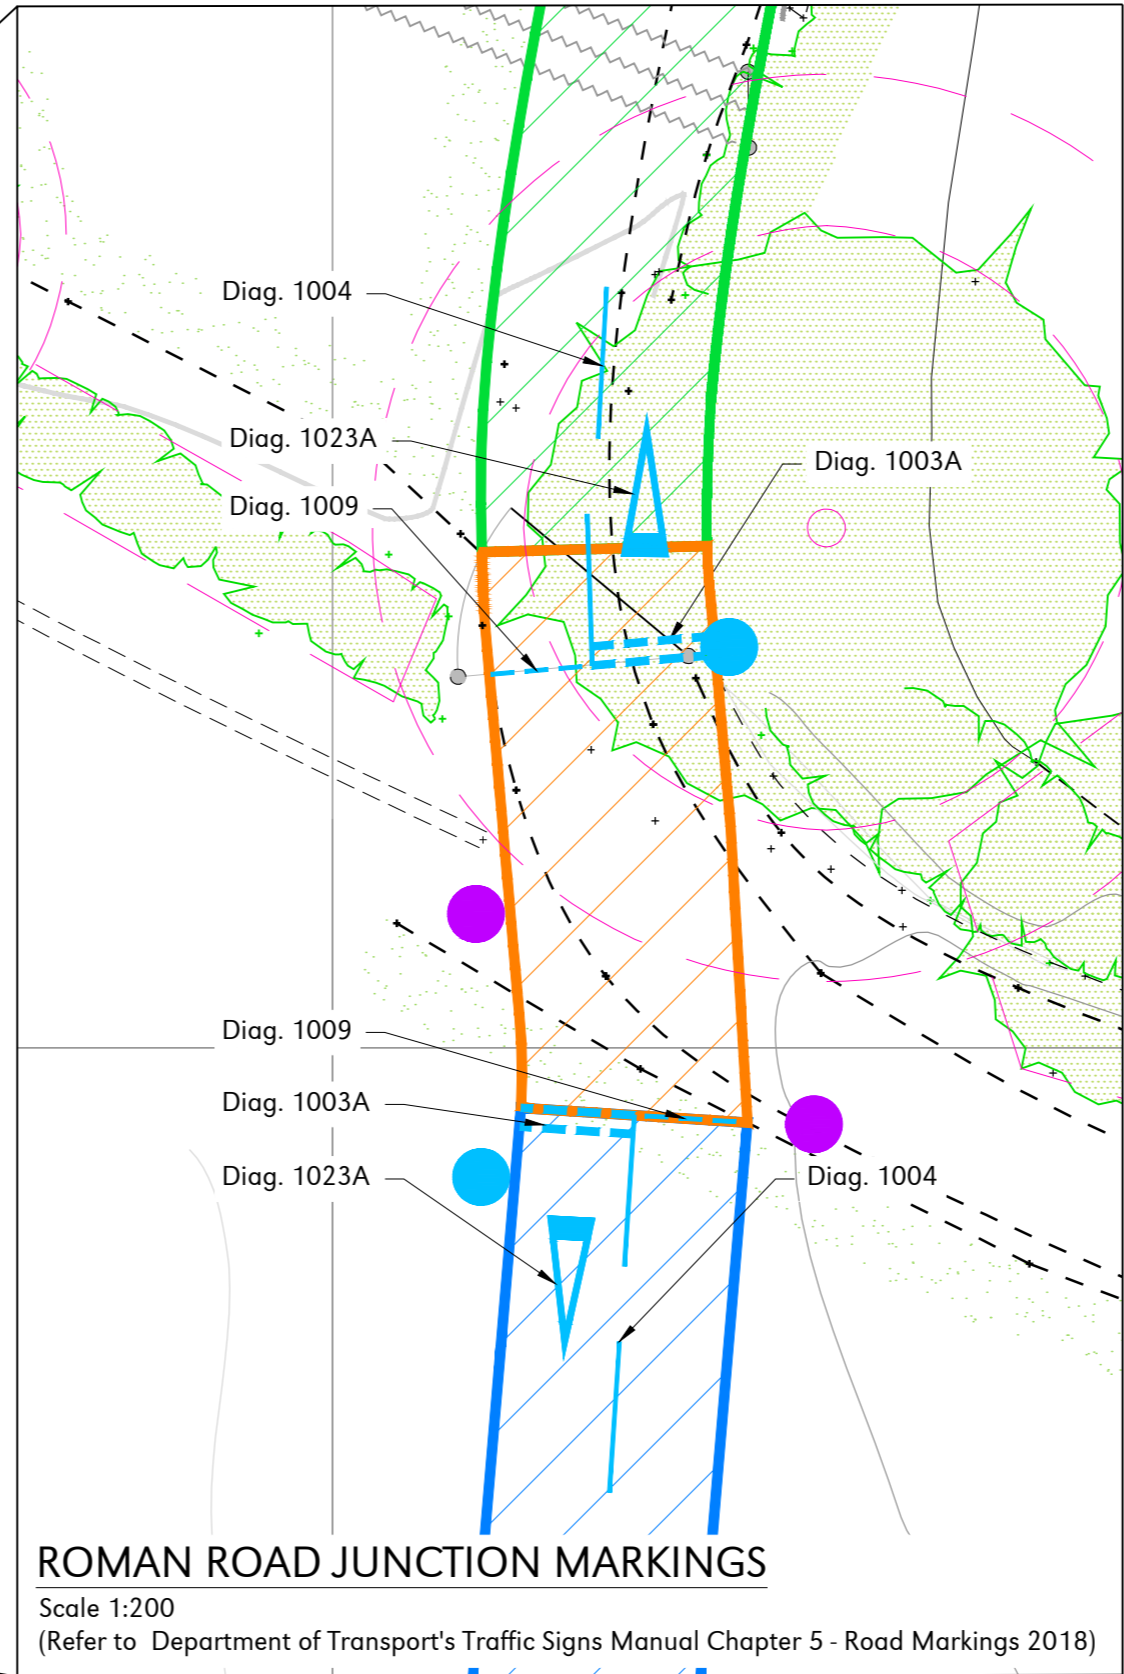 Diag. 1004
Diag. 1023A
Diag. 1003A
Diag. 1009
Diag. 1009
Diag. 1003A
Diag. 1023A
Diag. 1004
ROMAN ROAD JUNCTION MARKINGS
Scale 1:200
(Refer to  Department of Transport's Traffic Signs Manual Chapter 5 - Road Markings 2018)